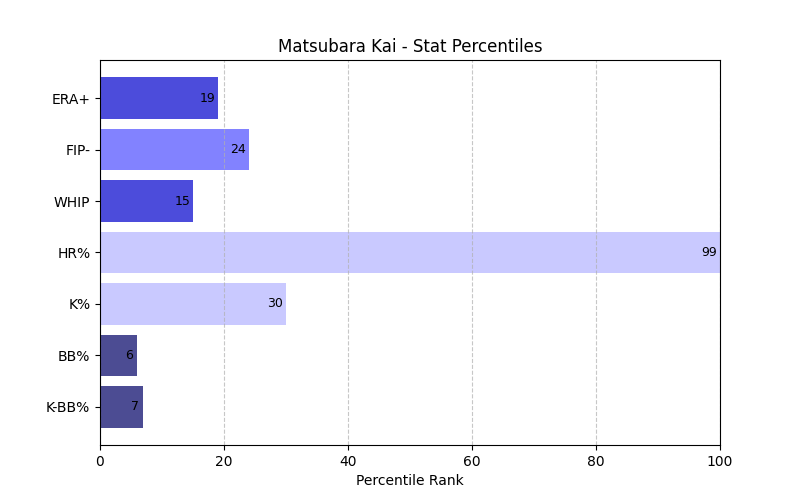 Matsubara Kai - Stat Percentiles
ERA+ 19
FIP- 24
WHIP 15
HR% 99
K% 30
BB% 6
K-BB% 7
0 20 40 60 80 100
Percentile Rank